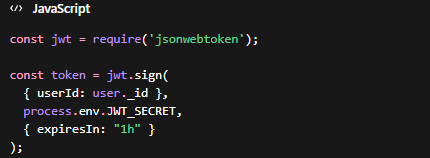 </> JavaScript
const jwt = require('jsonwebtoken');
const token = jwt.sign(
  { userId: user._id },
  process.env.JWT_SECRET,
  { expiresIn: "1h" }
);